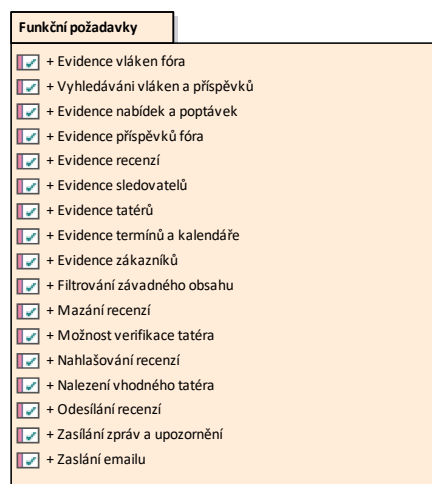 Funkční požadavky
+ Evidence vláken fóra
+ Vyhledáváni vláken a příspěvků
+ Evidence nabídek a poptávek
+ Evidence příspěvků fóra
+ Evidence recenzí
+ Evidence sledovatelů
+ Evidence tatérů
+ Evidence termínů a kalendáře
+ Evidence zákazníků
+ Filtrování závadného obsahu
+ Mazání recenzí
+ Možnost verifikace tatéra
+ Nahlašování recenzí
+ Nalezení vhodného tatéra
+ Odesílání recenzí
+ Zasílání zpráv a upozornění
+ Zaslání emailu